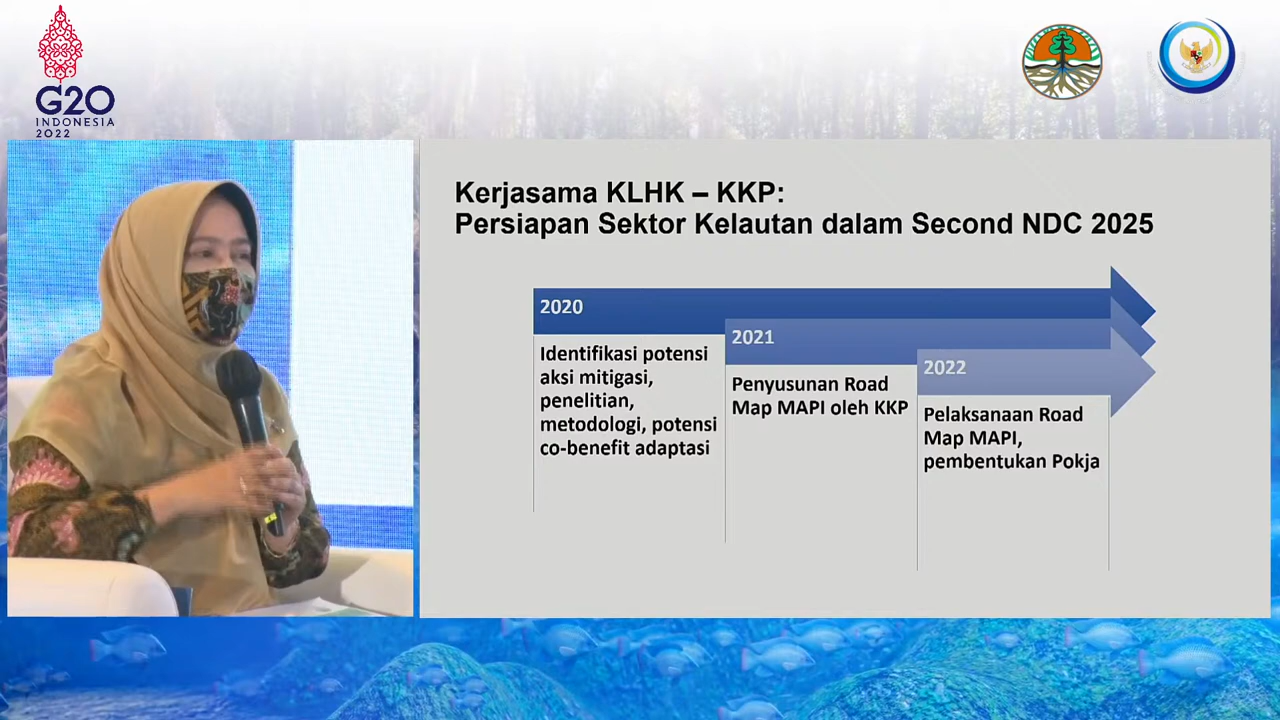 G20
INDONESIA
2022
Kerjasama KLHK – KKP:
Persiapan Sektor Kelautan dalam Second NDC 2025
2020
Identifikasi potensi
aksi mitigasi,
penelitian,
metodologi, potensi
co-benefit adaptasi
2021
Penyusunan Road
Map MAPI oleh KKP
2022
Pelaksanaan Road
Map MAPI,
pembentukan Pokja